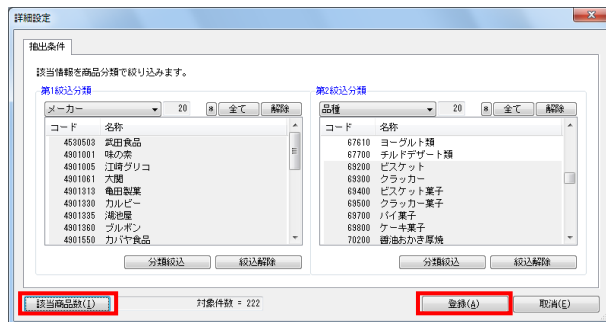 詳細設定
抽出条件
該当情報を商品分類で絞り込みます。
第1絞込分類
メーカー 20 * 全て 解除
コード 名称
4530503 武田食品
4901001 味の素
4901005 江崎グリコ
4901061 大関
4901313 亀田製菓
4901330 カルビー
4901335 湖池屋
4901360 ブルボン
4901550 カバヤ食品
分類絞込 絞込解除
第2絞込分類
品種 20 * 全て 解除
コード 名称
67610 ヨーグルト類
67700 チルドデザート類
69200 ビスケット
69300 クラッカー
69400 ビスケット菓子
69500 クラッカー菓子
69700 パイ菓子
69800 ケーキ菓子
70200 醤油おかき厚焼
分類絞込 絞込解除
該当商品数(I) 対象件数 = 222 登録(A) 取消(E)